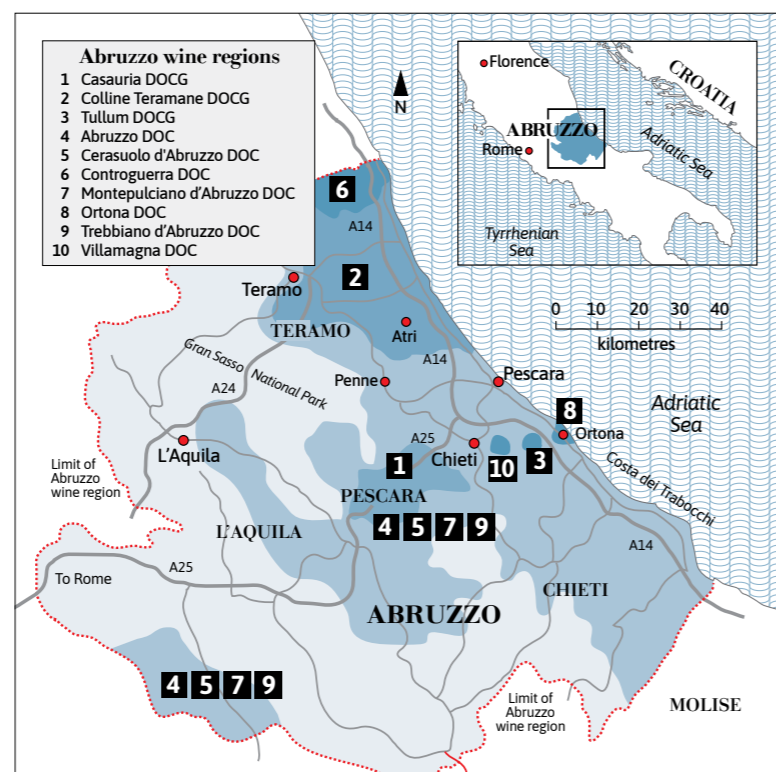 Abruzzo wine regions
1 Casauria DOCG
2 Colline Teramane DOCG
3 Tullum DOCG
4 Abruzzo DOC
5 Cerasuolo d'Abruzzo DOC
6 Controguerra DOC
7 Montepulciano d'Abruzzo DOC
8 Ortona DOC
9 Trebbiano d'Abruzzo DOC
10 Villamagna DOC
N
Florence
CROATIA
ABRUZZO
Rome
Adriatic Sea
Tyrrhenian
Sea
0 10 20 30 40
kilometres
6
A14
2
Teramo
TERAMO
Atri
Gran Sasso National Park
A14
A24
Penne
Pescara
Adriatic
Sea
8
Ortona
L'Aquila
A25
Chieti
10
3
Limit of
Abruzzo
wine region
1
PESCARA
Costa dei Trabocchi
4 5 7 9
L'AQUILA
A14
A25
To Rome
CHIETI
ABRUZZO
4 5 7 9
Limit of
Abruzzo
wine region
MOLISE